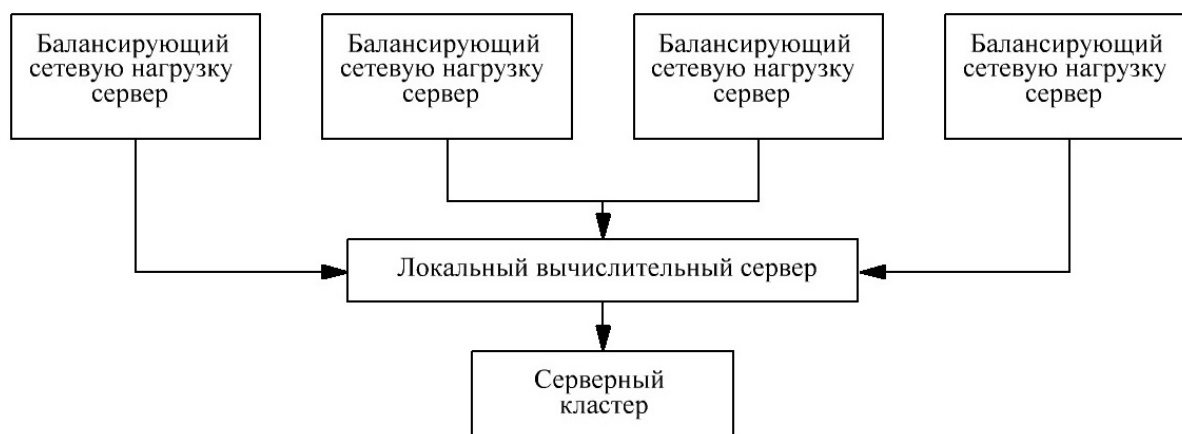 Балансирующий
сетевую нагрузку
сервер
Балансирующий
сетевую нагрузку
сервер
Балансирующий
сетевую нагрузку
сервер
Балансирующий
сетевую нагрузку
сервер
Локальный вычислительный сервер
Серверный
кластер